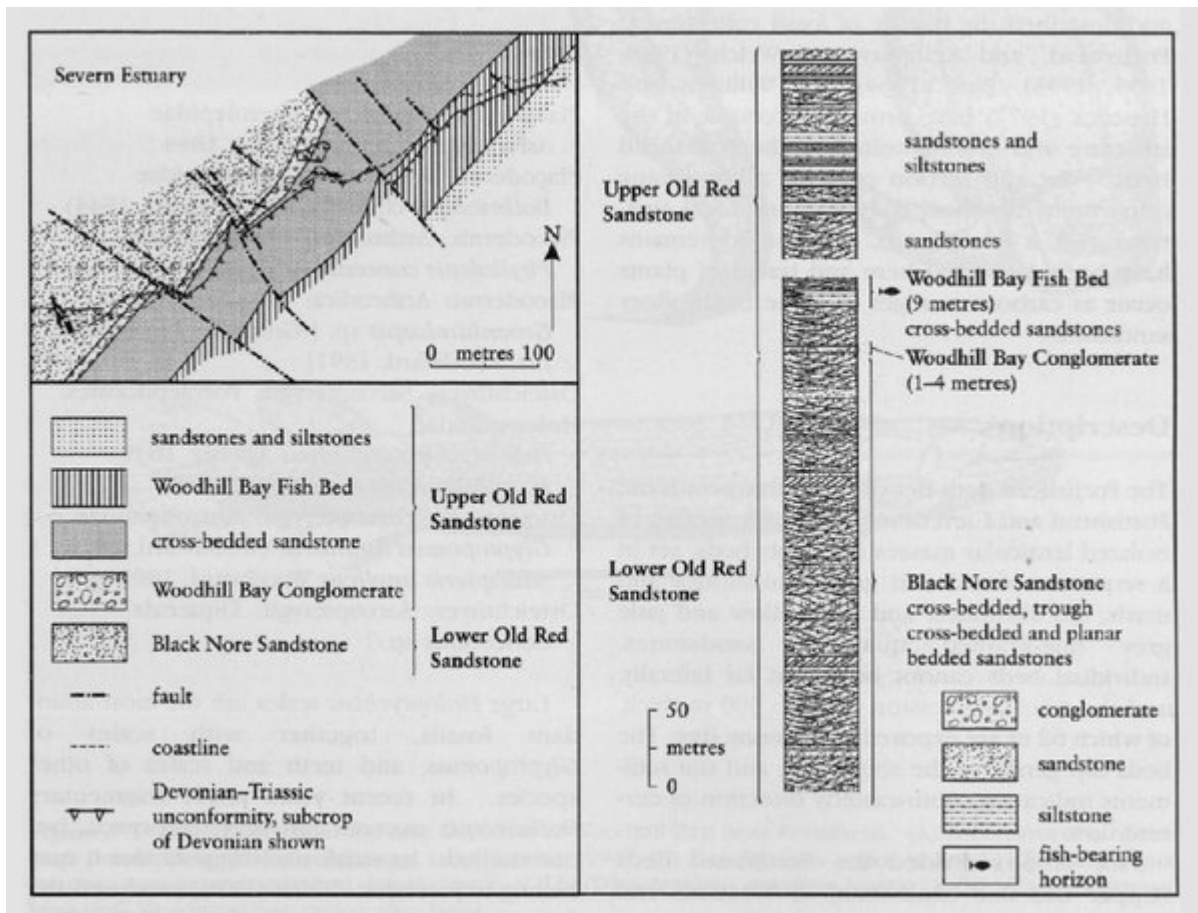 Severn Estuary
N
0 metres 100
sandstones and siltstones
Woodhill Bay Fish Bed
cross-bedded sandstone
Woodhill Bay Conglomerate
Black Nore Sandstone
Upper Old Red
Sandstone
Lower Old Red
Sandstone
fault
coastline
Devonian–Triassic
unconformity, subcrop
of Devonian shown
Upper Old Red
Sandstone
Lower Old Red
Sandstone
sandstones and
siltstones
sandstones
Woodhill Bay Fish Bed
(9 metres)
cross-bedded sandstones
Woodhill Bay Conglomerate
(1–4 metres)
Black Nore Sandstone
cross-bedded, trough
cross-bedded and planar
bedded sandstones
50
metres
0
conglomerate
sandstone
siltstone
fish-bearing
horizon